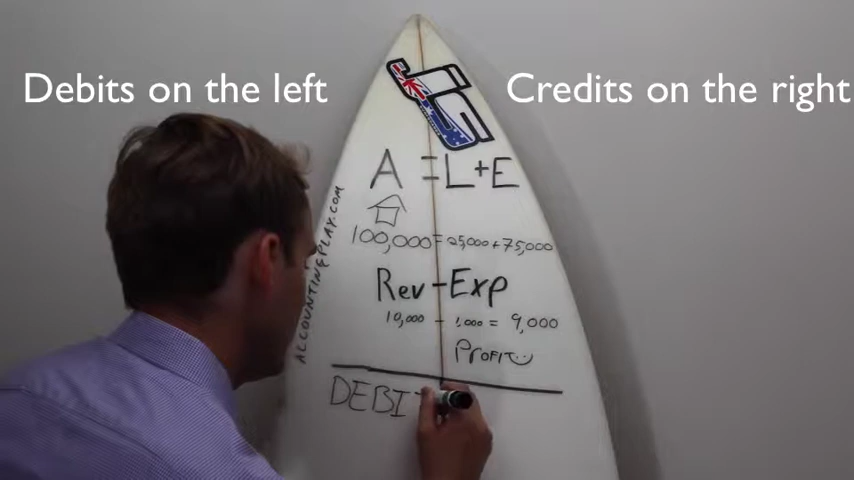 Debits on the left
Credits on the right
A = L + E
100,000 = 25,000 + 75,000
Rev - Exp
10,000 - 1,000 = 9,000
PROFIT
DEBIT
ACCOUNTINGPLAY.COM